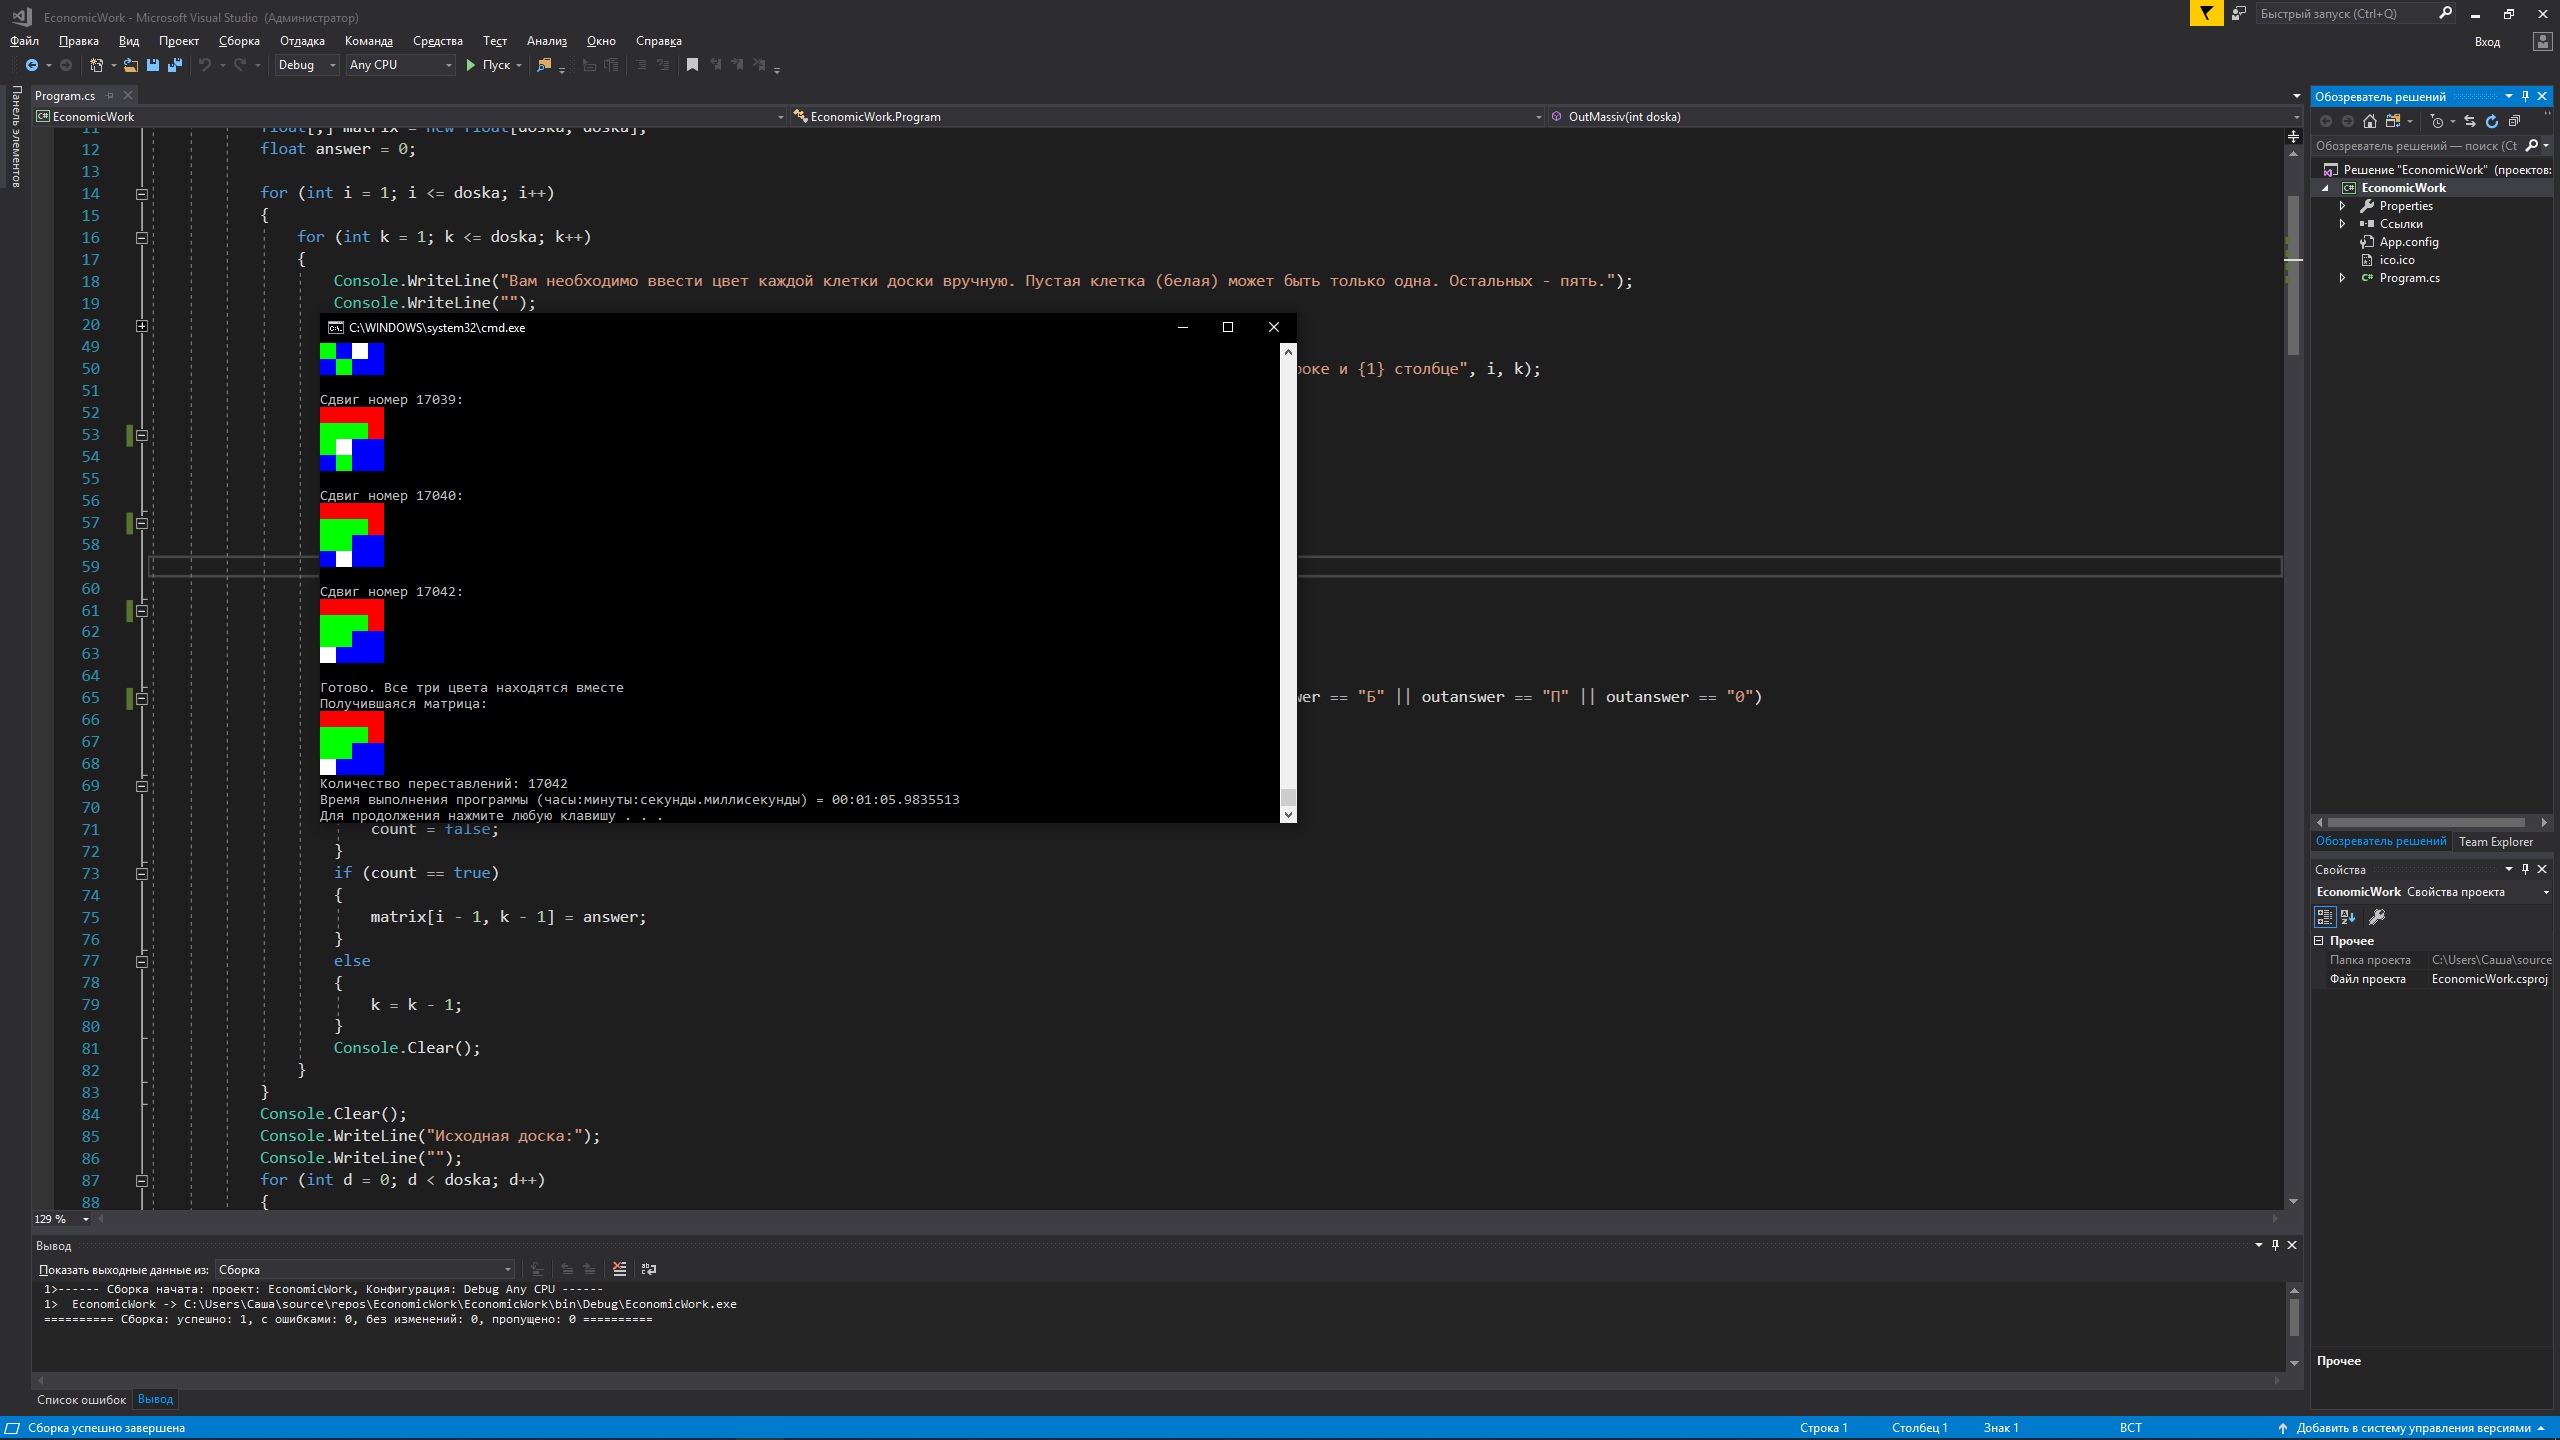 EconomicWork - Microsoft Visual Studio (Администратор)
Быстрый запуск (Ctrl+Q)
Файл Правка Вид Проект Сборка Отладка Команда Средства Тест Анализ Окно Справка
Вход
Debug Any CPU Пуск
Панель элементов
Program.cs
EconomicWork EconomicWork.Program OutMassiv(int doska)
11 float[,] matrix = new float[doska, doska];
12 float answer = 0;
13
14 for (int i = 1; i <= doska; i++)
15 {
16 for (int k = 1; k <= doska; k++)
17 {
18 Console.WriteLine("Вам необходимо ввести цвет каждой клетки доски вручную. Пустая клетка (белая) может быть только одна. Остальных - пять.");
19 Console.WriteLine("");
20
49
50 оке и {1} столбце", i, k);
51
52
53
54
55
56
57
58
59
60
61
62
63
64
65 wer == "Б" || outanswer == "П" || outanswer == "0")
66
67
68
69
70
71 count = false;
72 }
73 if (count == true)
74 {
75 matrix[i - 1, k - 1] = answer;
76 }
77 else
78 {
79 k = k - 1;
80 }
81 Console.Clear();
82 }
83 }
84 Console.Clear();
85 Console.WriteLine("Исходная доска:");
86 Console.WriteLine("");
87 for (int d = 0; d < doska; d++)
88 {
C:\WINDOWS\system32\cmd.exe
Сдвиг номер 17039:
Сдвиг номер 17040:
Сдвиг номер 17042:
Готово. Все три цвета находятся вместе
Получившаяся матрица:
Количество переставлений: 17042
Время выполнения программы (часы:минуты:секунды.миллисекунды) = 00:01:05.9835513
Для продолжения нажмите любую клавишу . . .
129 %
Вывод
Показать выходные данные из: Сборка
1>------ Сборка начата: проект: EconomicWork, Конфигурация: Debug Any CPU ------
1> EconomicWork -> C:\Users\Саша\source\repos\EconomicWork\EconomicWork\bin\Debug\EconomicWork.exe
========== Сборка: успешно: 1, с ошибками: 0, без изменений: 0, пропущено: 0 ==========
Список ошибок Вывод
Обозреватель решений
Обозреватель решений — поиск (Ct
Решение "EconomicWork" (проектов:
EconomicWork
Properties
Ссылки
App.config
ico.ico
Program.cs
Обозреватель решений Team Explorer
Свойства
EconomicWork Свойства проекта
Прочее
Папка проекта C:\Users\Саша\source
Файл проекта EconomicWork.csproj
Прочее
Сборка успешно завершена
Строка 1 Столбец 1 Знак 1 ВСТ Добавить в систему управления версиями